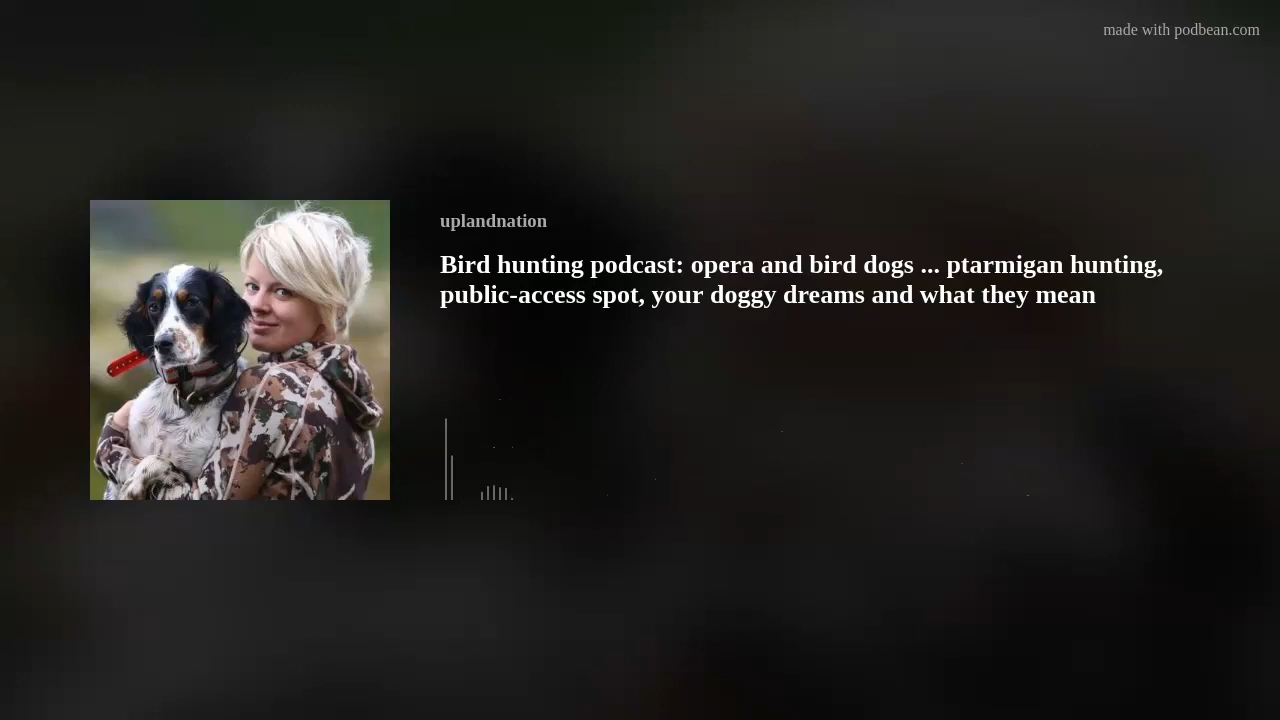 made with podbean.com
uplandnation
Bird hunting podcast: opera and bird dogs ... ptarmigan hunting,
public-access spot, your doggy dreams and what they mean